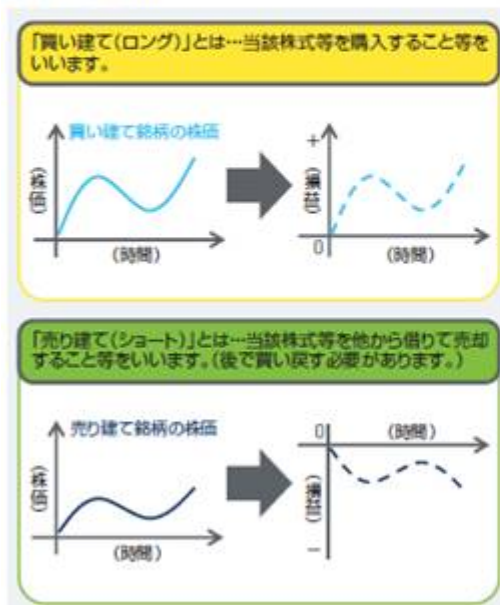 「買い建て(ロング)」とは…当該株式等を購入すること等を
いいます。
買い建て銘柄の株価
(株価)
(時間)
+
(損益)
0
(時間)
「売り建て(ショート)」とは…当該株式等を他から借りて売却
すること等をいいます。(後で買い戻す必要があります。)
売り建て銘柄の株価
(株価)
(時間)
0
(時間)
(損益)
−